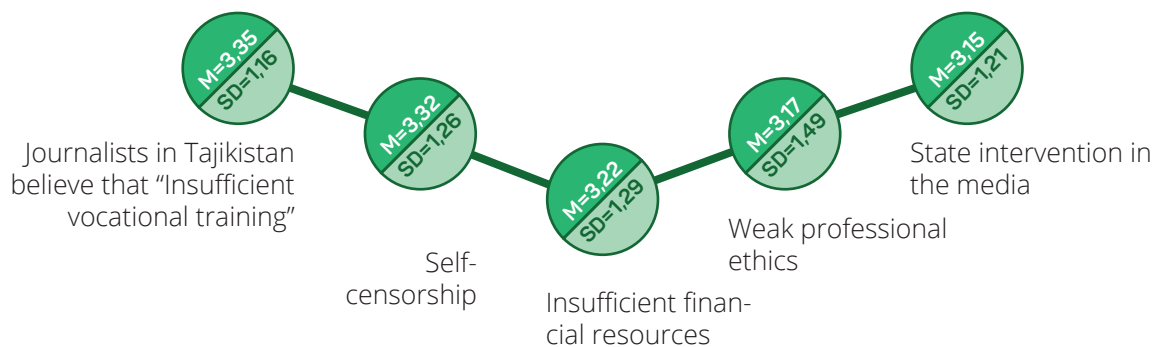 M=3,35
SD=1,16
Journalists in Tajikistan
believe that “Insufficient
vocational training”
M=3,32
SD=1,26
Self-
censorship
M=3,22
SD=1,29
Insufficient finan-
cial resources
M=3,17
SD=1,49
Weak professional
ethics
M=3,15
SD=1,21
State intervention in
the media